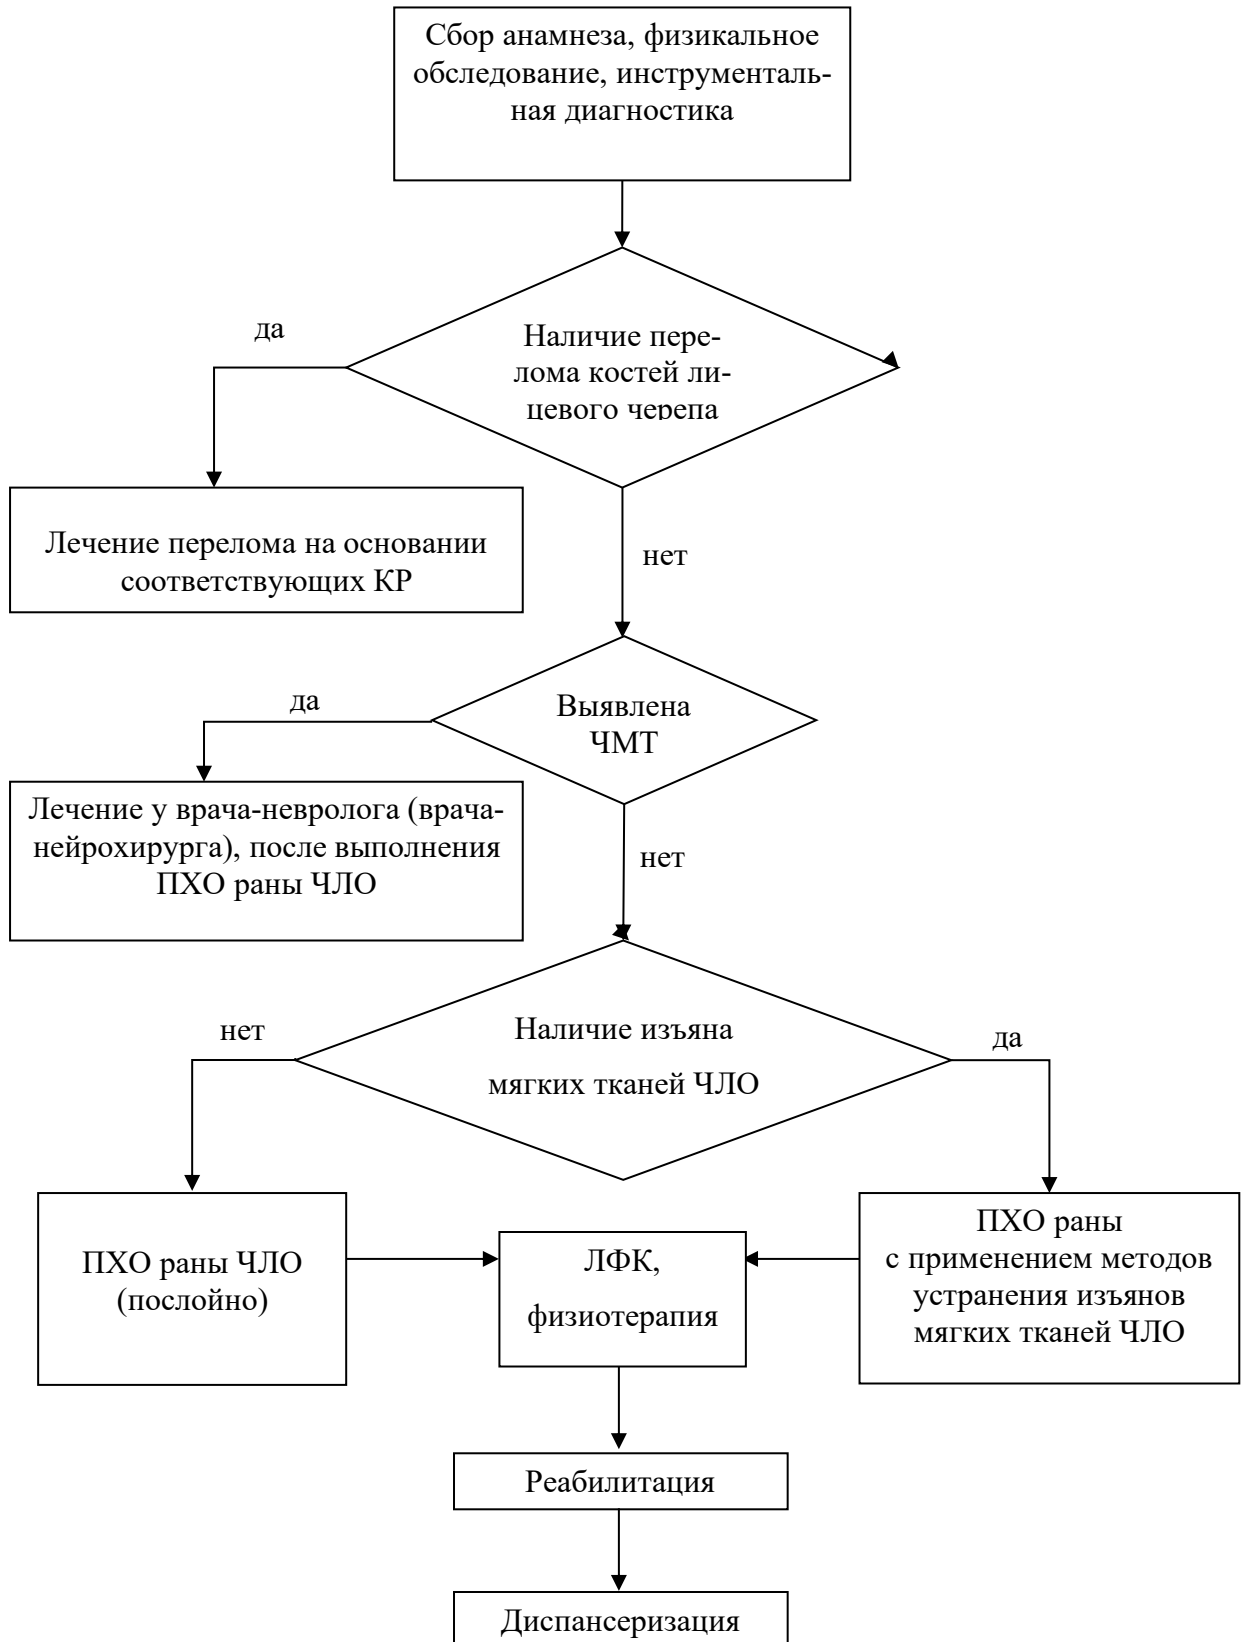 Сбор анамнеза, физикальное
обследование, инструменталь-
ная диагностика
да
Наличие пере-
лома костей ли-
цевого черепа
Лечение перелома на основании
соответствующих КР
нет
да
Выявлена
ЧМТ
Лечение у врача-невролога (врача-
нейрохирурга), после выполнения
ПХО раны ЧЛО
нет
нет
Наличие изъяна
мягких тканей ЧЛО
да
ПХО раны ЧЛО
(послойно)
ЛФК,
физиотерапия
ПХО раны
с применением методов
устранения изъянов
мягких тканей ЧЛО
Реабилитация
Диспансеризация